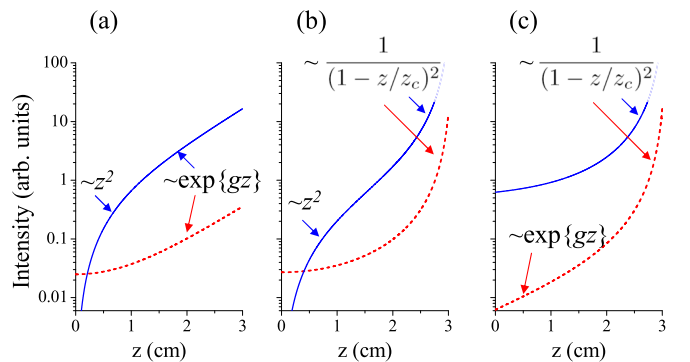 (a) (b) (c)
Intensity (arb. units)
100
10
1
0.1
0.01
~z²
~exp{gz}
0 1 2 3
z (cm)
~ 1/(1 − z/z_c)²
~z²
0 1 2 3
z (cm)
~ 1/(1 − z/z_c)²
~exp{gz}
0 1 2 3
z (cm)